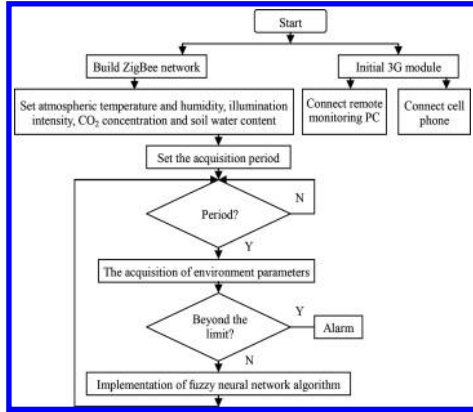 Start
Build ZigBee network
Initial 3G module
Set atmospheric temperature and humidity, illumination
intensity, CO₂ concentration and soil water content
Connect remote
monitoring PC
Connect cell
phone
Set the acquisition period
N
Period?
Y
The acquisition of environment parameters
Beyond the
limit?
Y
Alarm
N
Implementation of fuzzy neural network algorithm